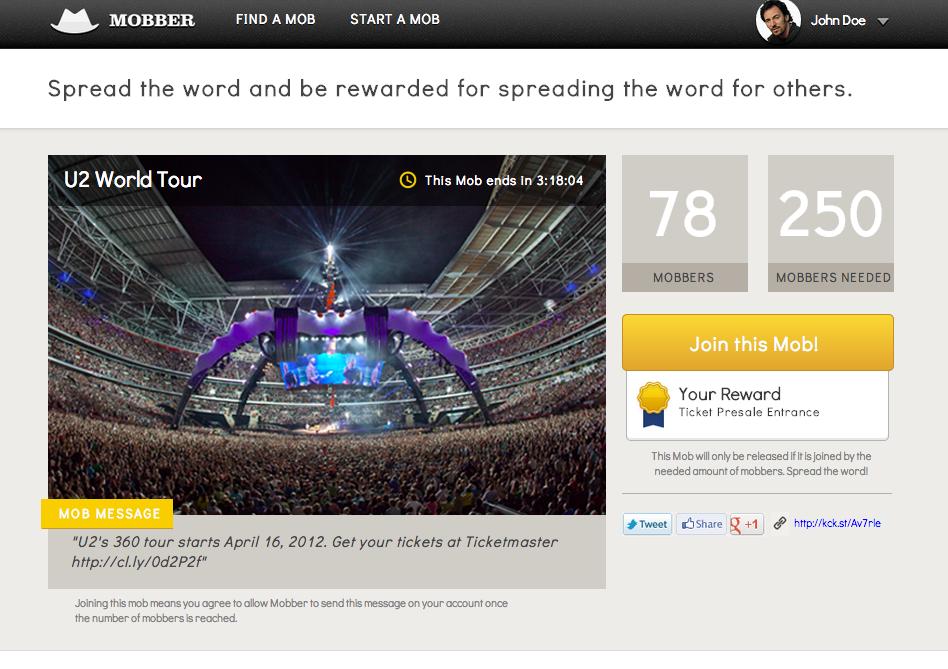 MOBBER
FIND A MOB
START A MOB
John Doe
Spread the word and be rewarded for spreading the word for others.
U2 World Tour
This Mob ends in 3:18:04
78
MOBBERS
250
MOBBERS NEEDED
Join this Mob!
Your Reward
Ticket Presale Entrance
This Mob will only be released if it is joined by the
needed amount of mobbers. Spread the word!
Tweet
Share
g +1
http://kck.st/Av7rle
MOB MESSAGE
"U2's 360 tour starts April 16, 2012. Get your tickets at Ticketmaster
http://cl.ly/0d2P2f"
Joining this mob means you agree to allow Mobber to send this message on your account once
the number of mobbers is reached.